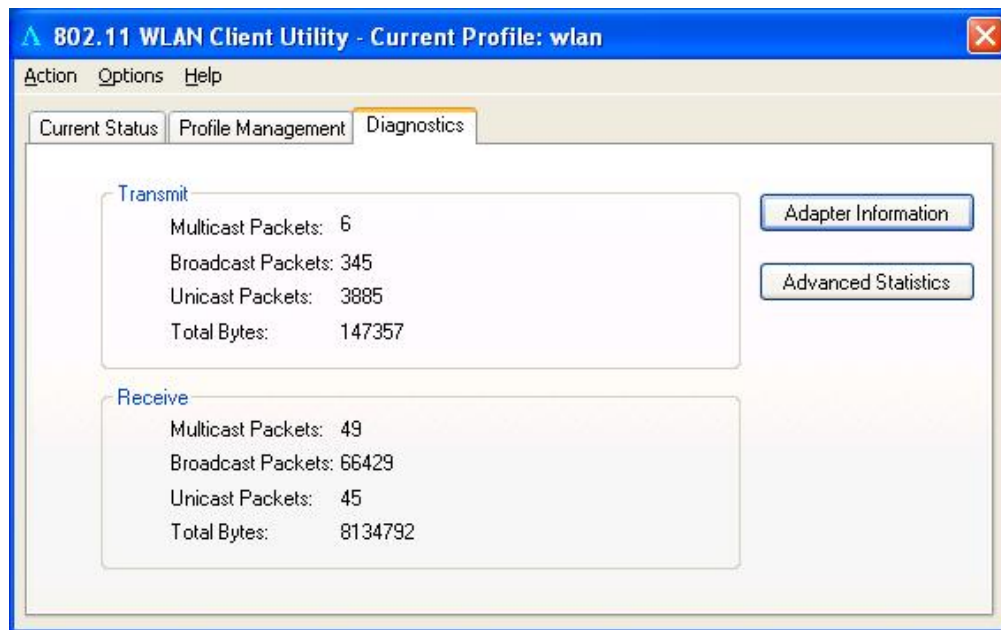 802.11 WLAN Client Utility - Current Profile: wlan
Action Options Help
Current Status Profile Management Diagnostics
Transmit
Multicast Packets: 6
Broadcast Packets: 345
Unicast Packets: 3885
Total Bytes: 147357
Adapter Information
Advanced Statistics
Receive
Multicast Packets: 49
Broadcast Packets: 66429
Unicast Packets: 45
Total Bytes: 8134792